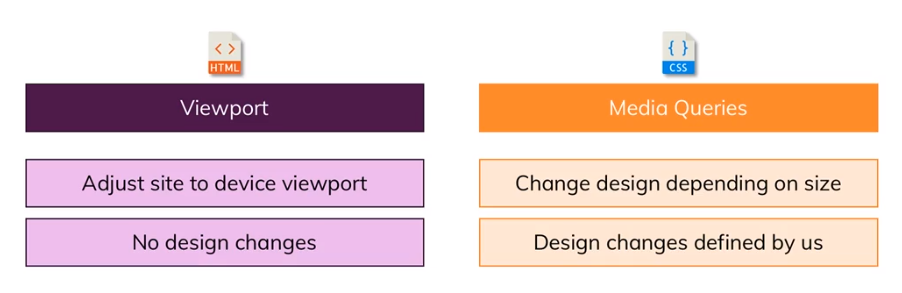 < >
HTML
Viewport
Adjust site to device viewport
No design changes
{ }
CSS
Media Queries
Change design depending on size
Design changes defined by us